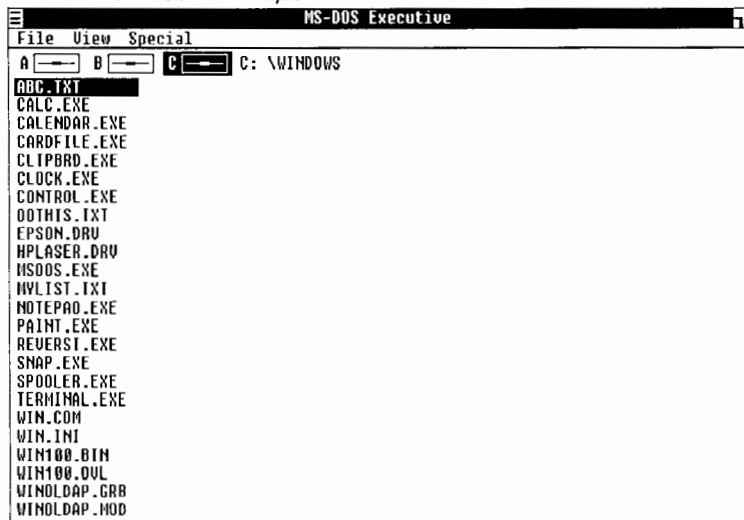 MS-DOS Executive
File View Special
A B C C: \WINDOWS
ABC.TXT
CALC.EXE
CALENDAR.EXE
CARDFILE.EXE
CLIPBRD.EXE
CLOCK.EXE
CONTROL.EXE
DOTHIS.TXT
EPSON.DRV
HPLASER.DRV
MSDOS.EXE
MYLIST.TXT
NOTEPAD.EXE
PAINT.EXE
REVERSI.EXE
SNAP.EXE
SPOOLER.EXE
TERMINAL.EXE
WIN.COM
WIN.INI
WIN100.BIN
WIN100.OVL
WINOLDAP.GRB
WINOLDAP.MOD